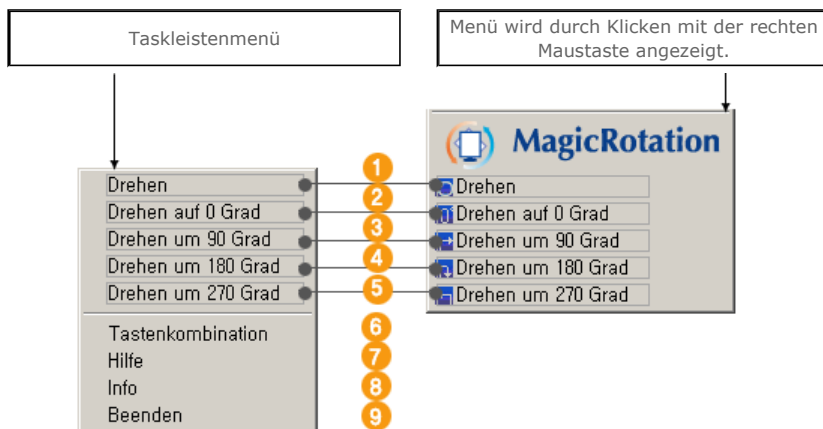 Taskleistenmenü
Menü wird durch Klicken mit der rechten
Maustaste angezeigt.
MagicRotation
Drehen
Drehen auf 0 Grad
Drehen um 90 Grad
Drehen um 180 Grad
Drehen um 270 Grad
Tastenkombination
Hilfe
Info
Beenden
1
2
3
4
5
6
7
8
9
Drehen
Drehen auf 0 Grad
Drehen um 90 Grad
Drehen um 180 Grad
Drehen um 270 Grad